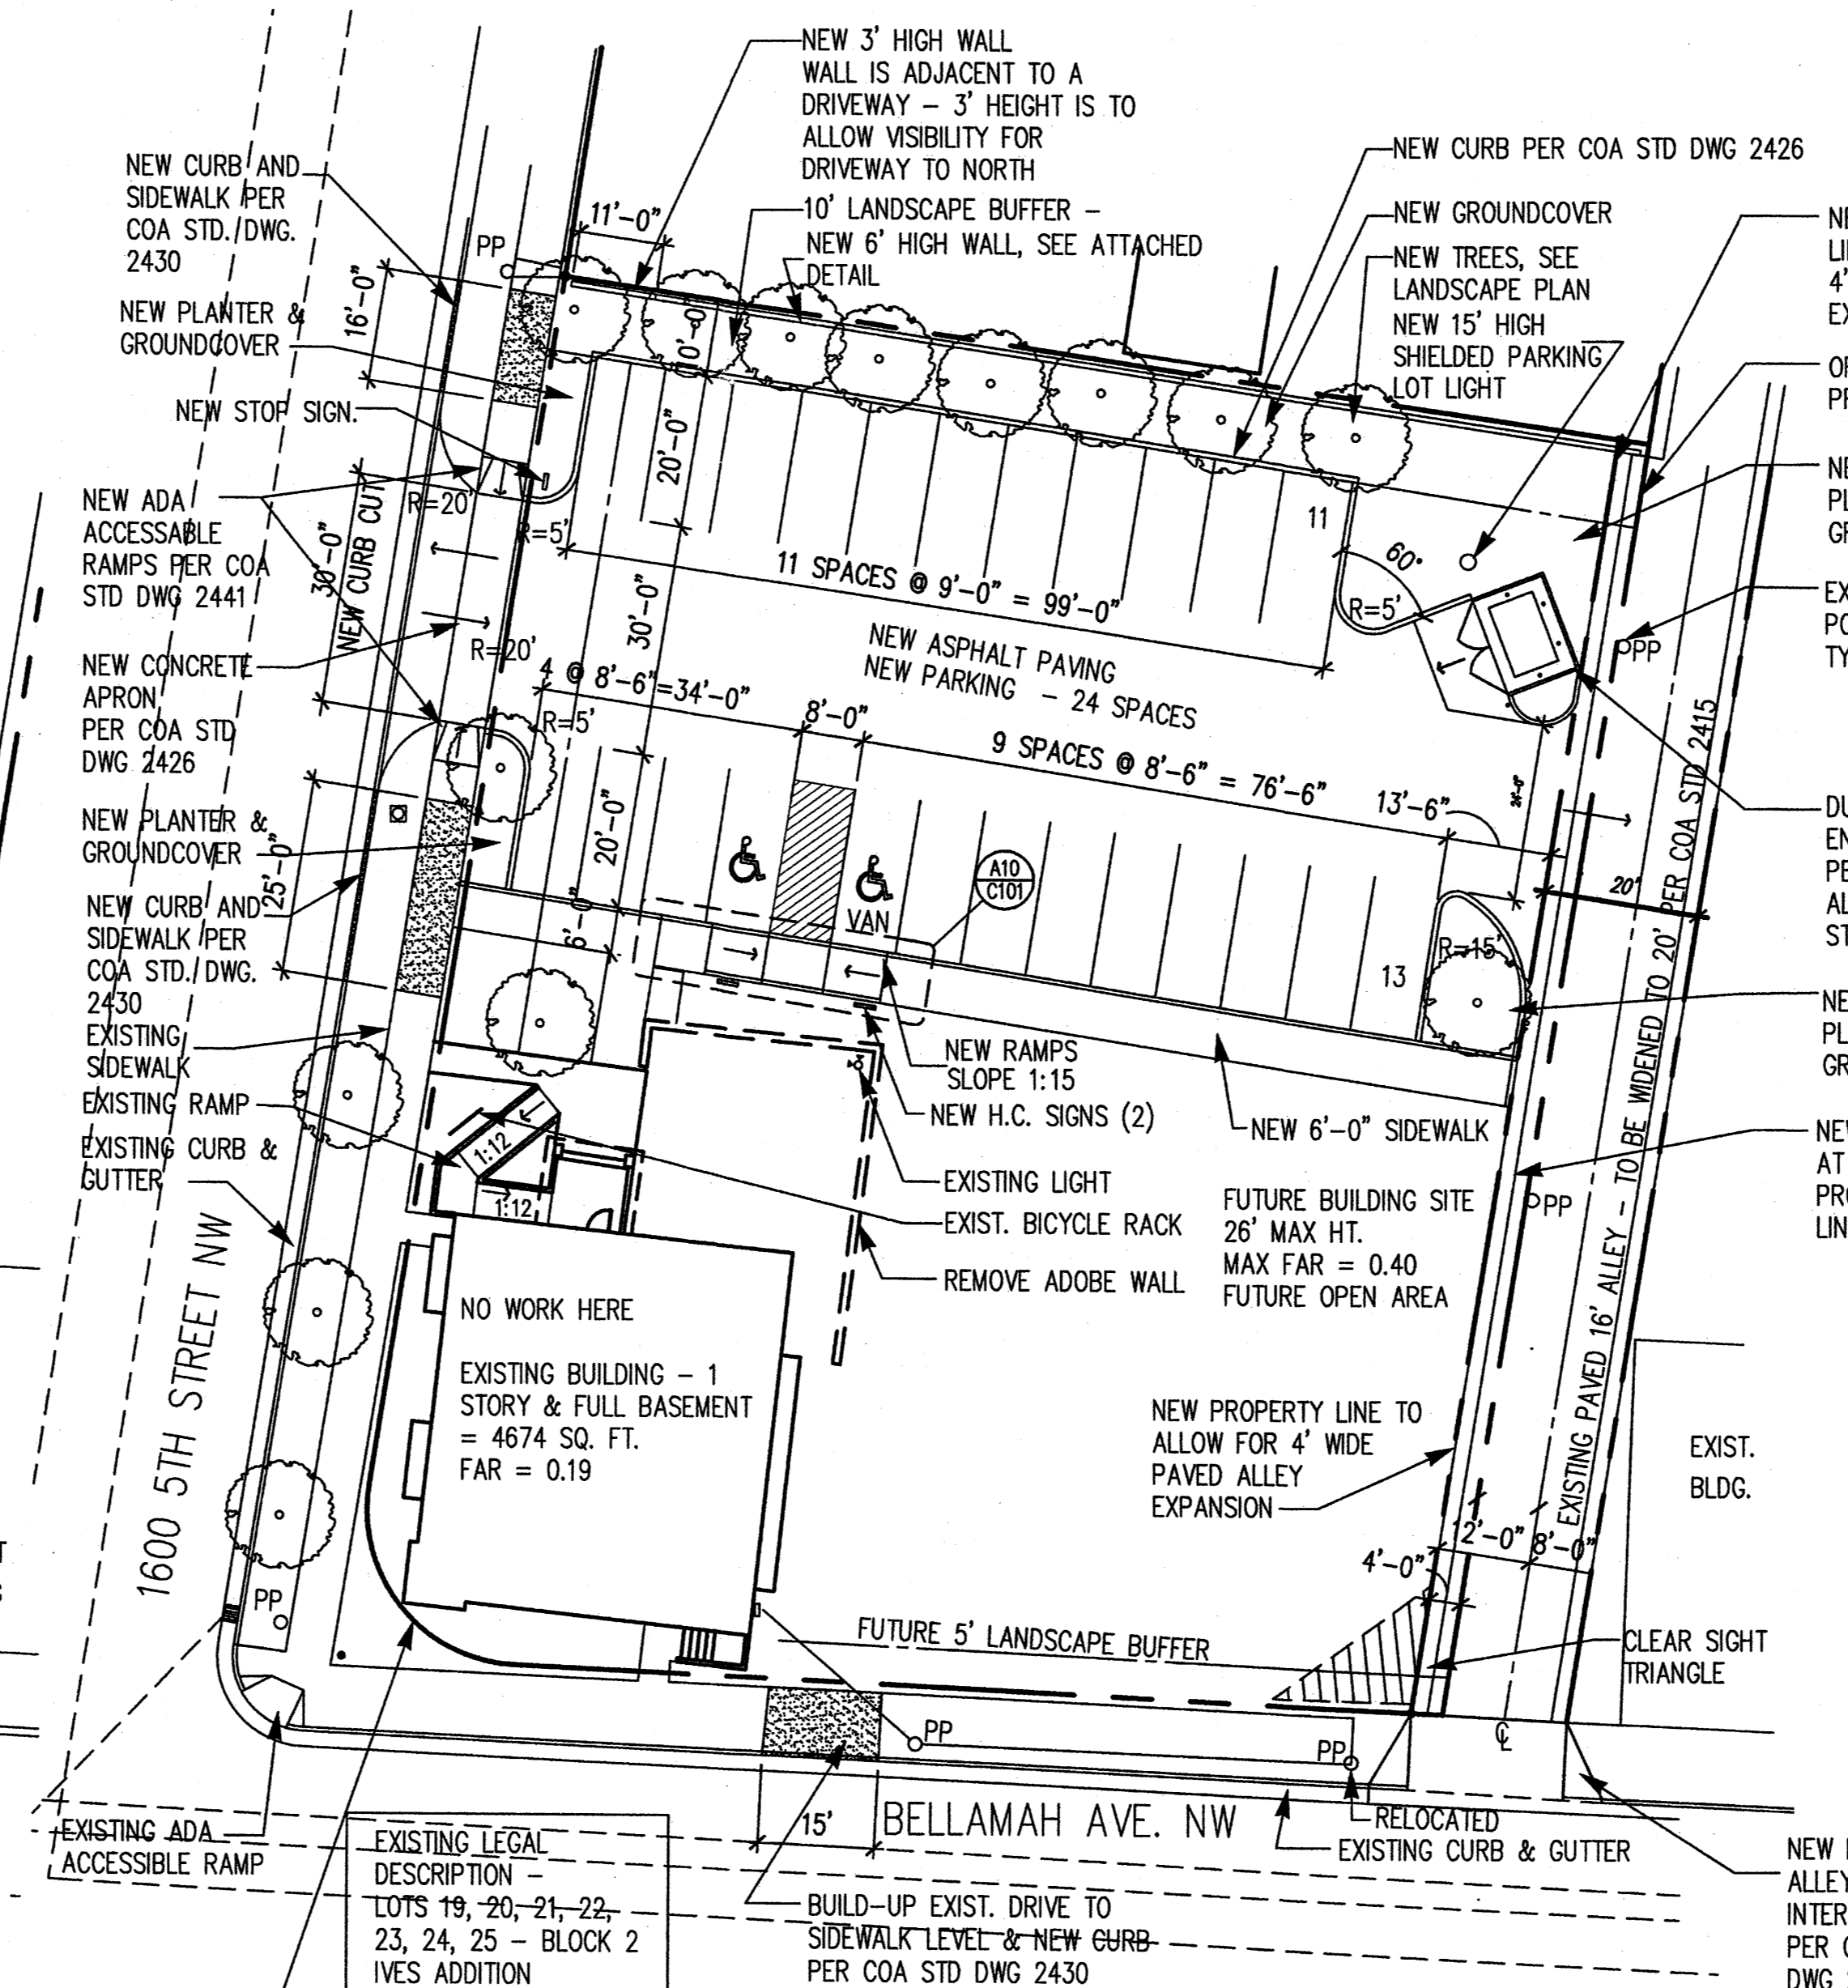 NEW 3' HIGH WALL
WALL IS ADJACENT TO A
DRIVEWAY – 3' HEIGHT IS TO
ALLOW VISIBILITY FOR
DRIVEWAY TO NORTH
10' LANDSCAPE BUFFER –
NEW 6' HIGH WALL, SEE ATTACHED
DETAIL
NEW CURB PER COA STD DWG 2426
NEW GROUNDCOVER
NEW TREES, SEE
LANDSCAPE PLAN
NEW 15' HIGH
SHIELDED PARKING
LOT LIGHT
NEW CURB AND
SIDEWALK PER
COA STD. DWG.
2430
NEW PLANTER &
GROUNDCOVER
NEW STOP SIGN.
NEW ADA
ACCESSABLE
RAMPS PER COA
STD DWG 2441
NEW CONCRETE
APRON
PER COA STD
DWG 2426
NEW PLANTER &
GROUNDCOVER
NEW CURB AND
SIDEWALK PER
COA STD. DWG.
2430
EXISTING
SIDEWALK
EXISTING RAMP
EXISTING CURB &
GUTTER
PP
11'-0"
16'-0"
10'-0"
20'-0"
R=20'
R=5'
30'-0"
NEW CURB CUT
11 SPACES @ 9'-0" = 99'-0"
11
60°
R=5'
PP
30'-0"
NEW ASPHALT PAVING
NEW PARKING – 24 SPACES
R=20'
4 @ 8'-6"=34'-0"
R=5'
8'-0"
9 SPACES @ 8'-6" = 76'-6"
13'-6"
24'-0"
20'
20'-0"
25'-0"
6'-0"
VAN
A10
C101
13
R=15'
EXISTING PAVED 16' ALLEY – TO BE WIDENED TO 20' PER COA STD 2415
NEW RAMPS
SLOPE 1:15
NEW H.C. SIGNS (2)
NEW 6'-0" SIDEWALK
EXISTING LIGHT
EXIST. BICYCLE RACK
REMOVE ADOBE WALL
1:12
1:12
FUTURE BUILDING SITE
26' MAX HT.
MAX FAR = 0.40
FUTURE OPEN AREA
PP
NO WORK HERE
EXISTING BUILDING – 1
STORY & FULL BASEMENT
= 4674 SQ. FT.
FAR = 0.19
NEW PROPERTY LINE TO
ALLOW FOR 4' WIDE
PAVED ALLEY
EXPANSION
EXIST.
BLDG.
1600 5TH STREET NW
12'-0"
8'-0"
4'-0"
PP
FUTURE 5' LANDSCAPE BUFFER
CLEAR SIGHT
TRIANGLE
PP
PP
15'
BELLAMAH AVE. NW
RELOCATED
EXISTING CURB & GUTTER
EXISTING ADA
ACCESSIBLE RAMP
EXISTING LEGAL
DESCRIPTION –
LOTS 19, 20, 21, 22,
23, 24, 25 – BLOCK 2
IVES ADDITION
BUILD-UP EXIST. DRIVE TO
SIDEWALK LEVEL & NEW CURB
PER COA STD DWG 2430
4'
AT
NEW
ALLEY
INTER
PER
DWG